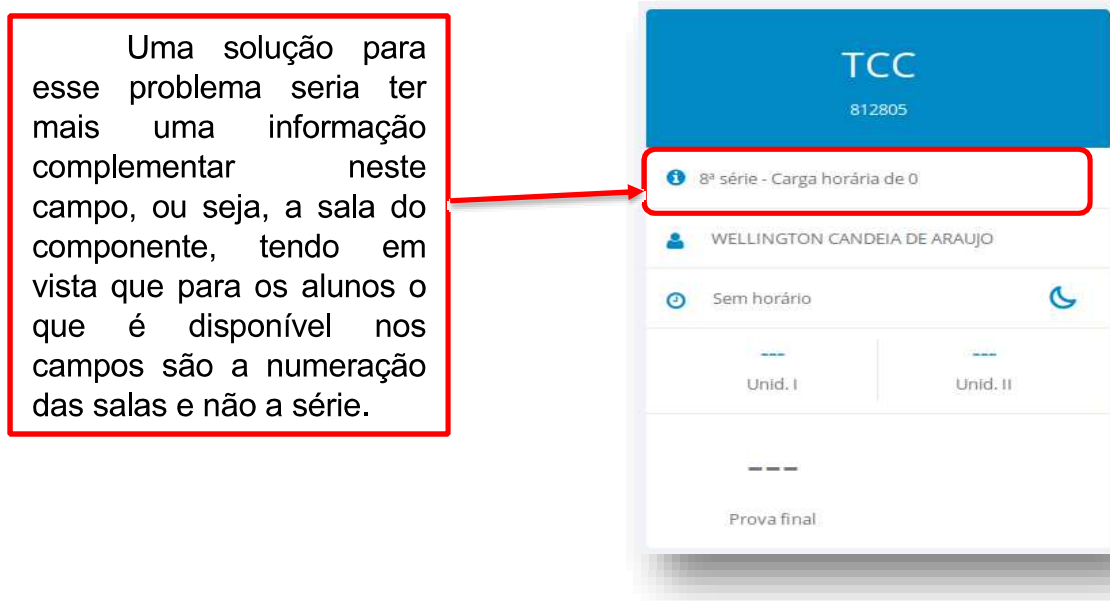 Uma solução para
esse problema seria ter
mais uma informação
complementar neste
campo, ou seja, a sala do
componente, tendo em
vista que para os alunos o
que é disponível nos
campos são a numeração
das salas e não a série.
TCC
812805
8ª série - Carga horária de 0
WELLINGTON CANDEIA DE ARAUJO
Sem horário
--- ---
Unid. I Unid. II
---
Prova final